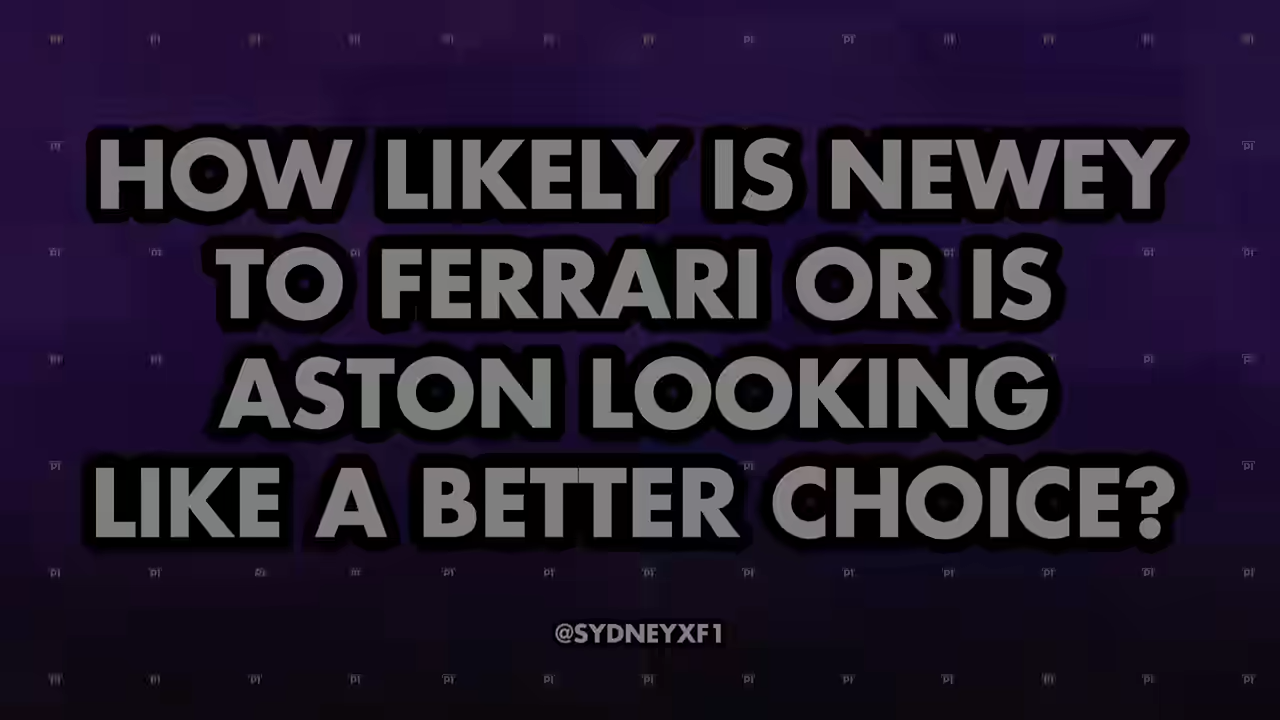 HOW LIKELY IS NEWEY
TO FERRARI OR IS
ASTON LOOKING
LIKE A BETTER CHOICE?
@SYDNEYXF1